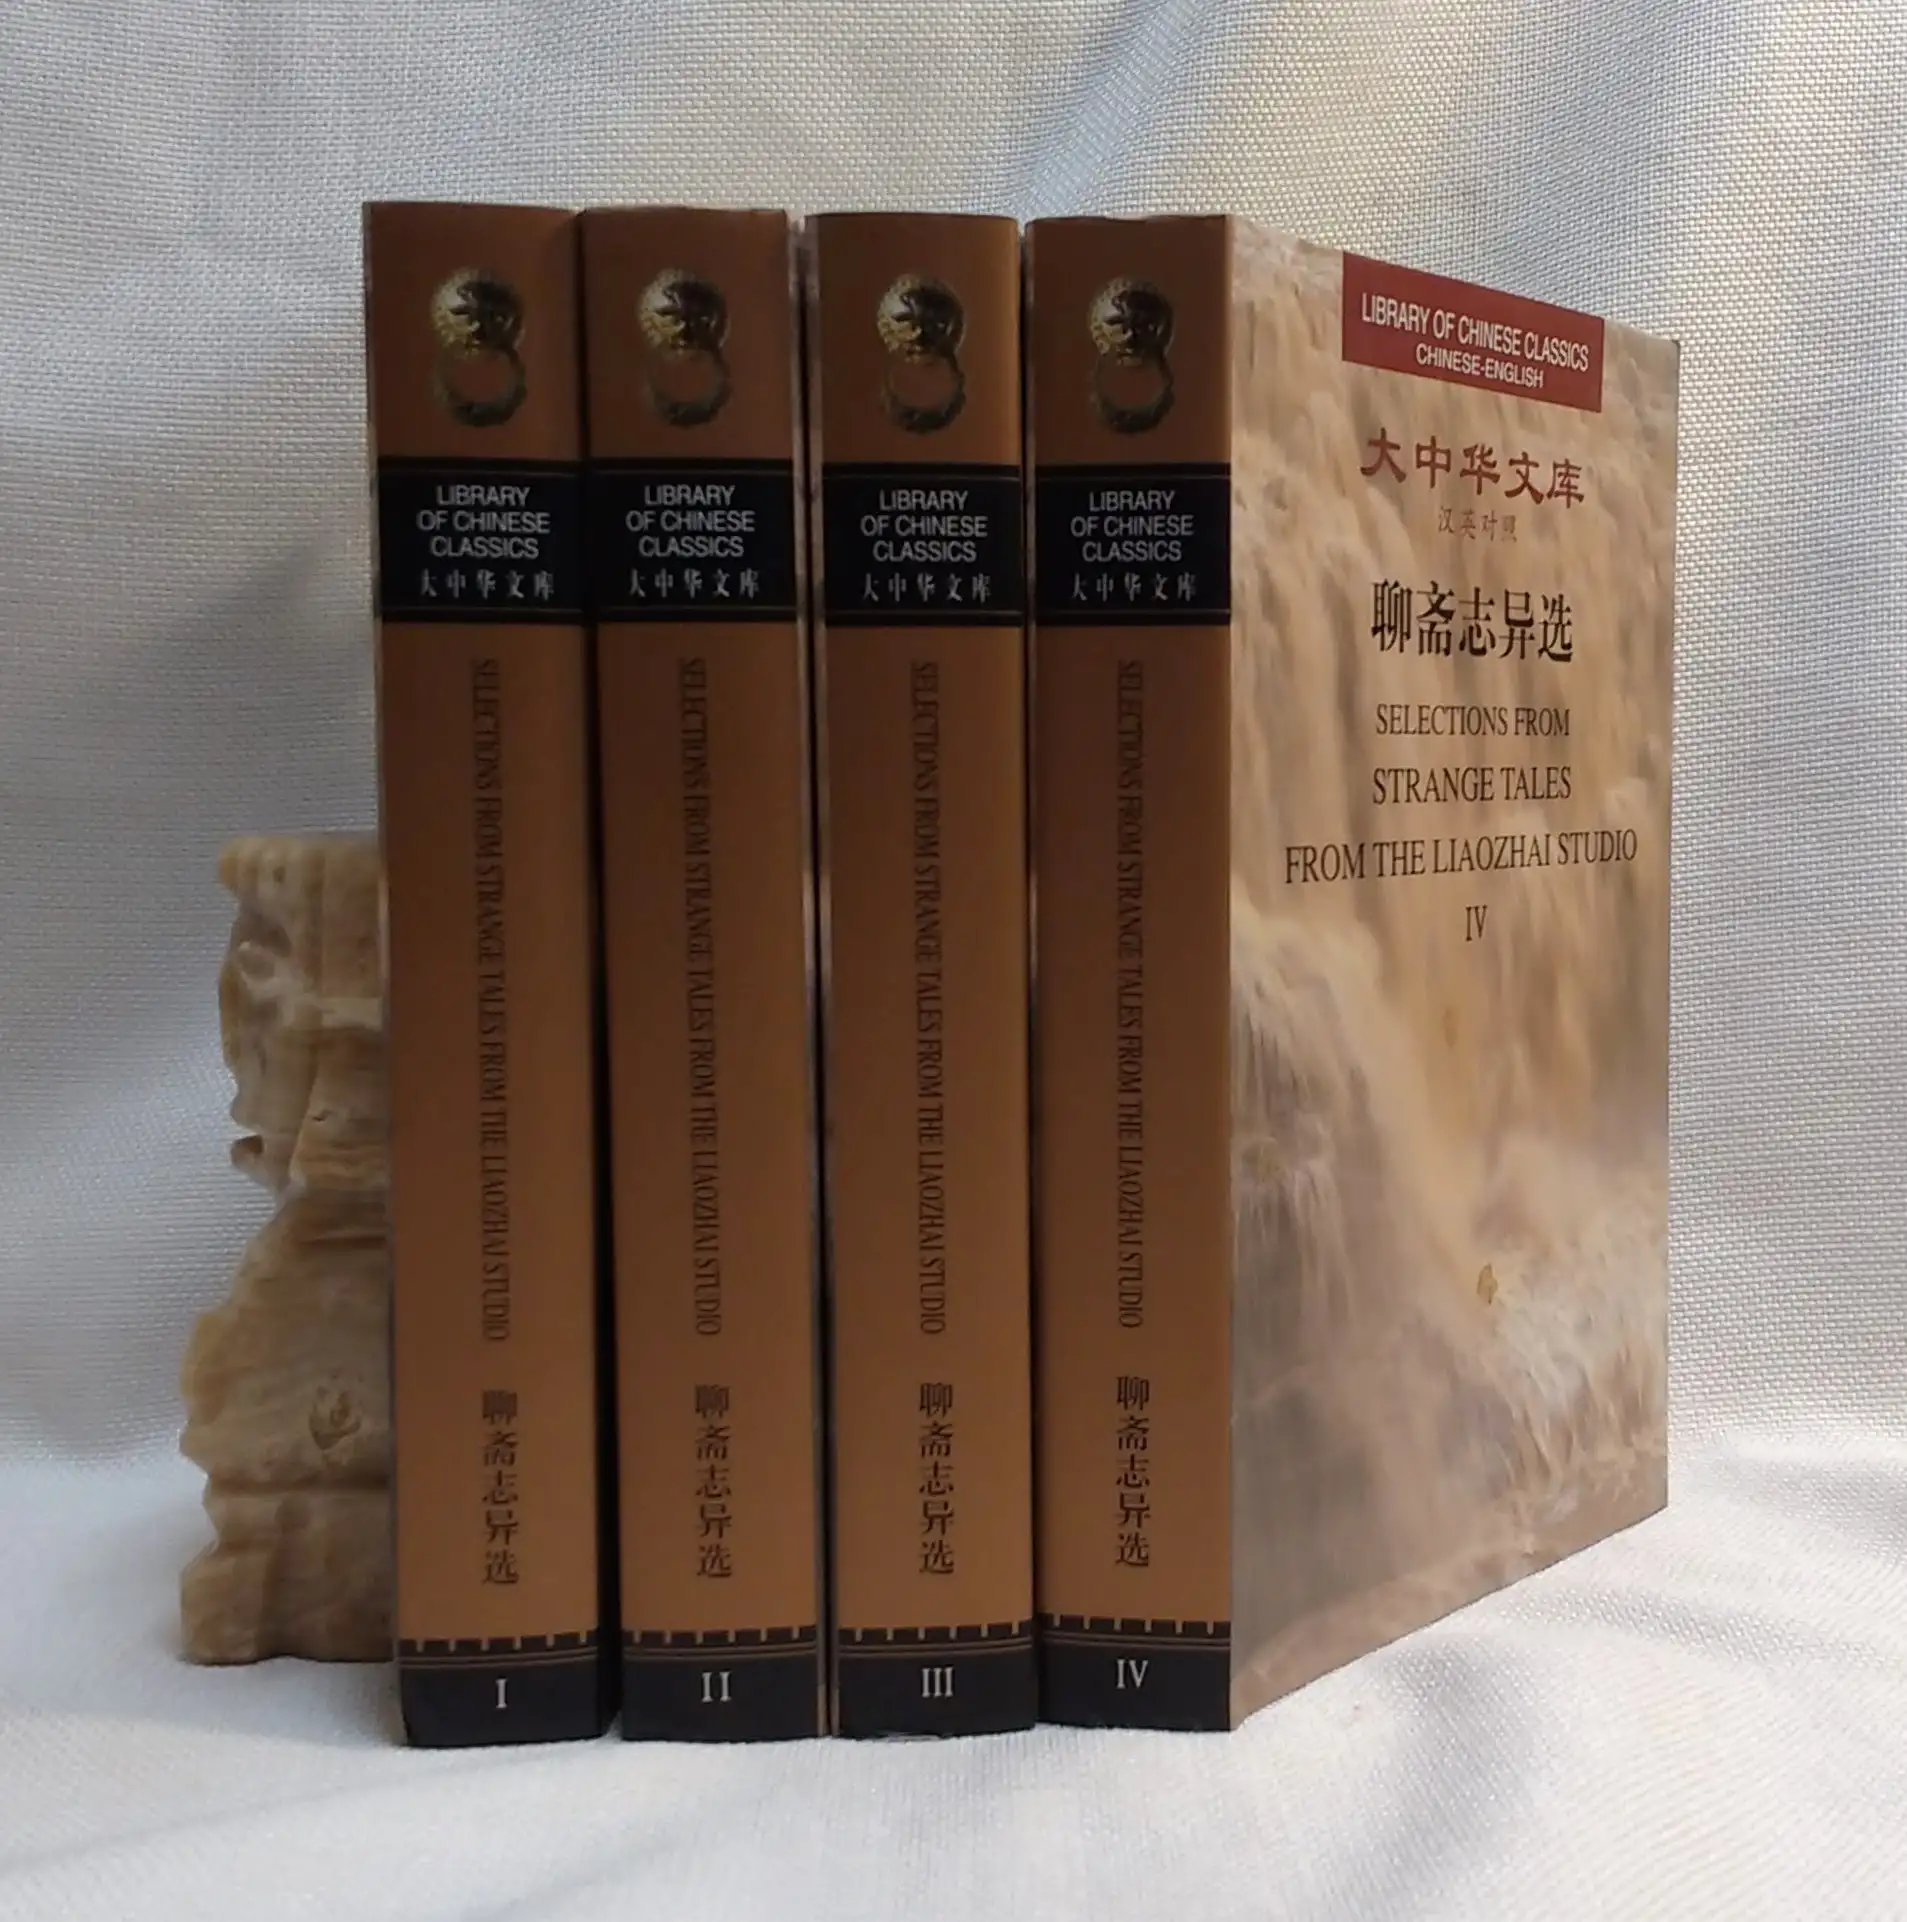 LIBRARY
OF CHINESE
CLASSICS
大中华文库
SELECTIONS FROM STRANGE TALES FROM THE LIAOZHAI STUDIO
聊斋志异选
I
LIBRARY
OF CHINESE
CLASSICS
大中华文库
SELECTIONS FROM STRANGE TALES FROM THE LIAOZHAI STUDIO
聊斋志异选
II
LIBRARY
OF CHINESE
CLASSICS
大中华文库
SELECTIONS FROM STRANGE TALES FROM THE LIAOZHAI STUDIO
聊斋志异选
III
LIBRARY
OF CHINESE
CLASSICS
大中华文库
SELECTIONS FROM STRANGE TALES FROM THE LIAOZHAI STUDIO
聊斋志异选
IV
LIBRARY OF CHINESE CLASSICS
CHINESE-ENGLISH
大中华文库
汉英对照
聊斋志异选
SELECTIONS FROM
STRANGE TALES
FROM THE LIAOZHAI STUDIO
IV